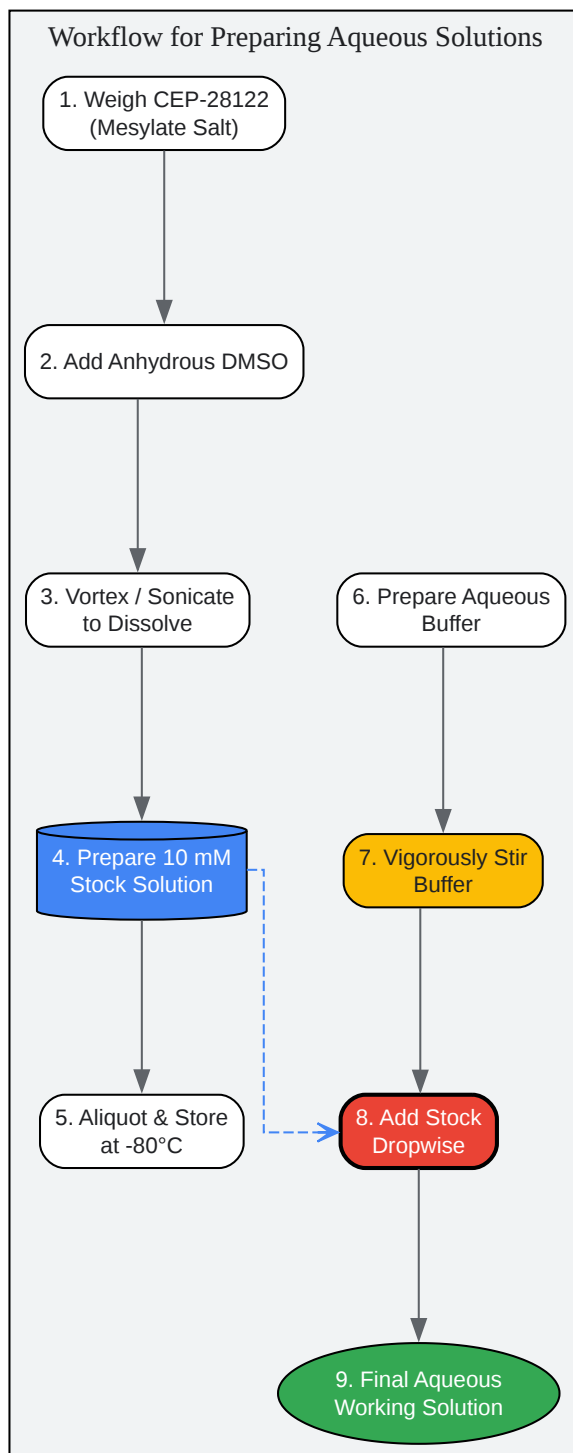 Workflow for Preparing Aqueous Solutions
1. Weigh CEP-28122
(Mesylate Salt)
2. Add Anhydrous DMSO
3. Vortex / Sonicate
to Dissolve
6. Prepare Aqueous
Buffer
4. Prepare 10 mM
Stock Solution
7. Vigorously Stir
Buffer
5. Aliquot & Store
at -80°C
8. Add Stock
Dropwise
9. Final Aqueous
Working Solution